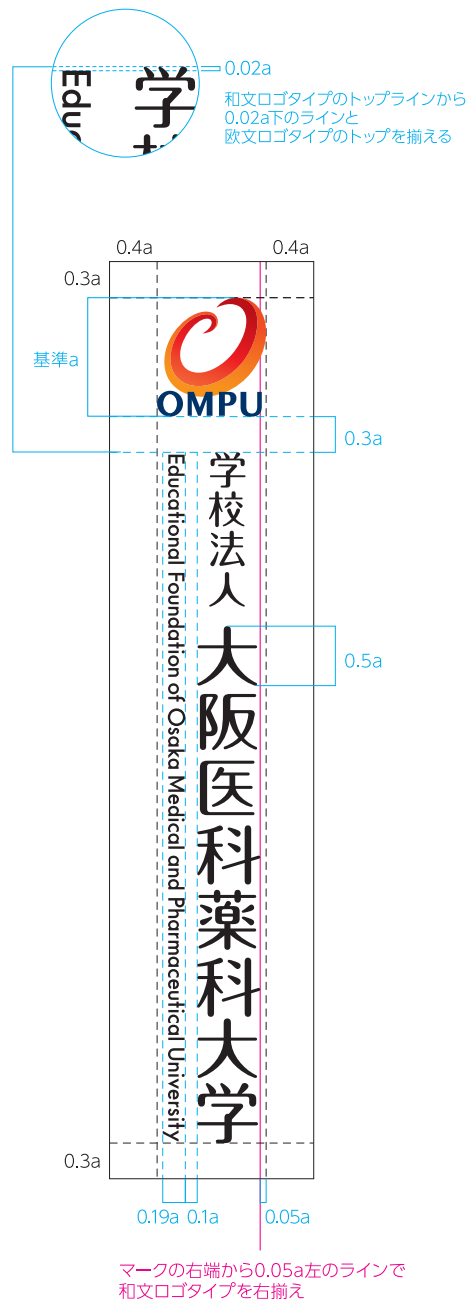 0.02a
和文ロゴタイプのトップラインから
0.02a下のラインと
欧文ロゴタイプのトップを揃える
Educ
学
0.4a
0.4a
0.3a
基準a
OMPU
0.3a
学校法人 大阪医科薬科大学
Educational Foundation of Osaka Medical and Pharmaceutical University
0.5a
0.3a
0.19a
0.1a
0.05a
マークの右端から0.05a左のラインで
和文ロゴタイプを右揃え